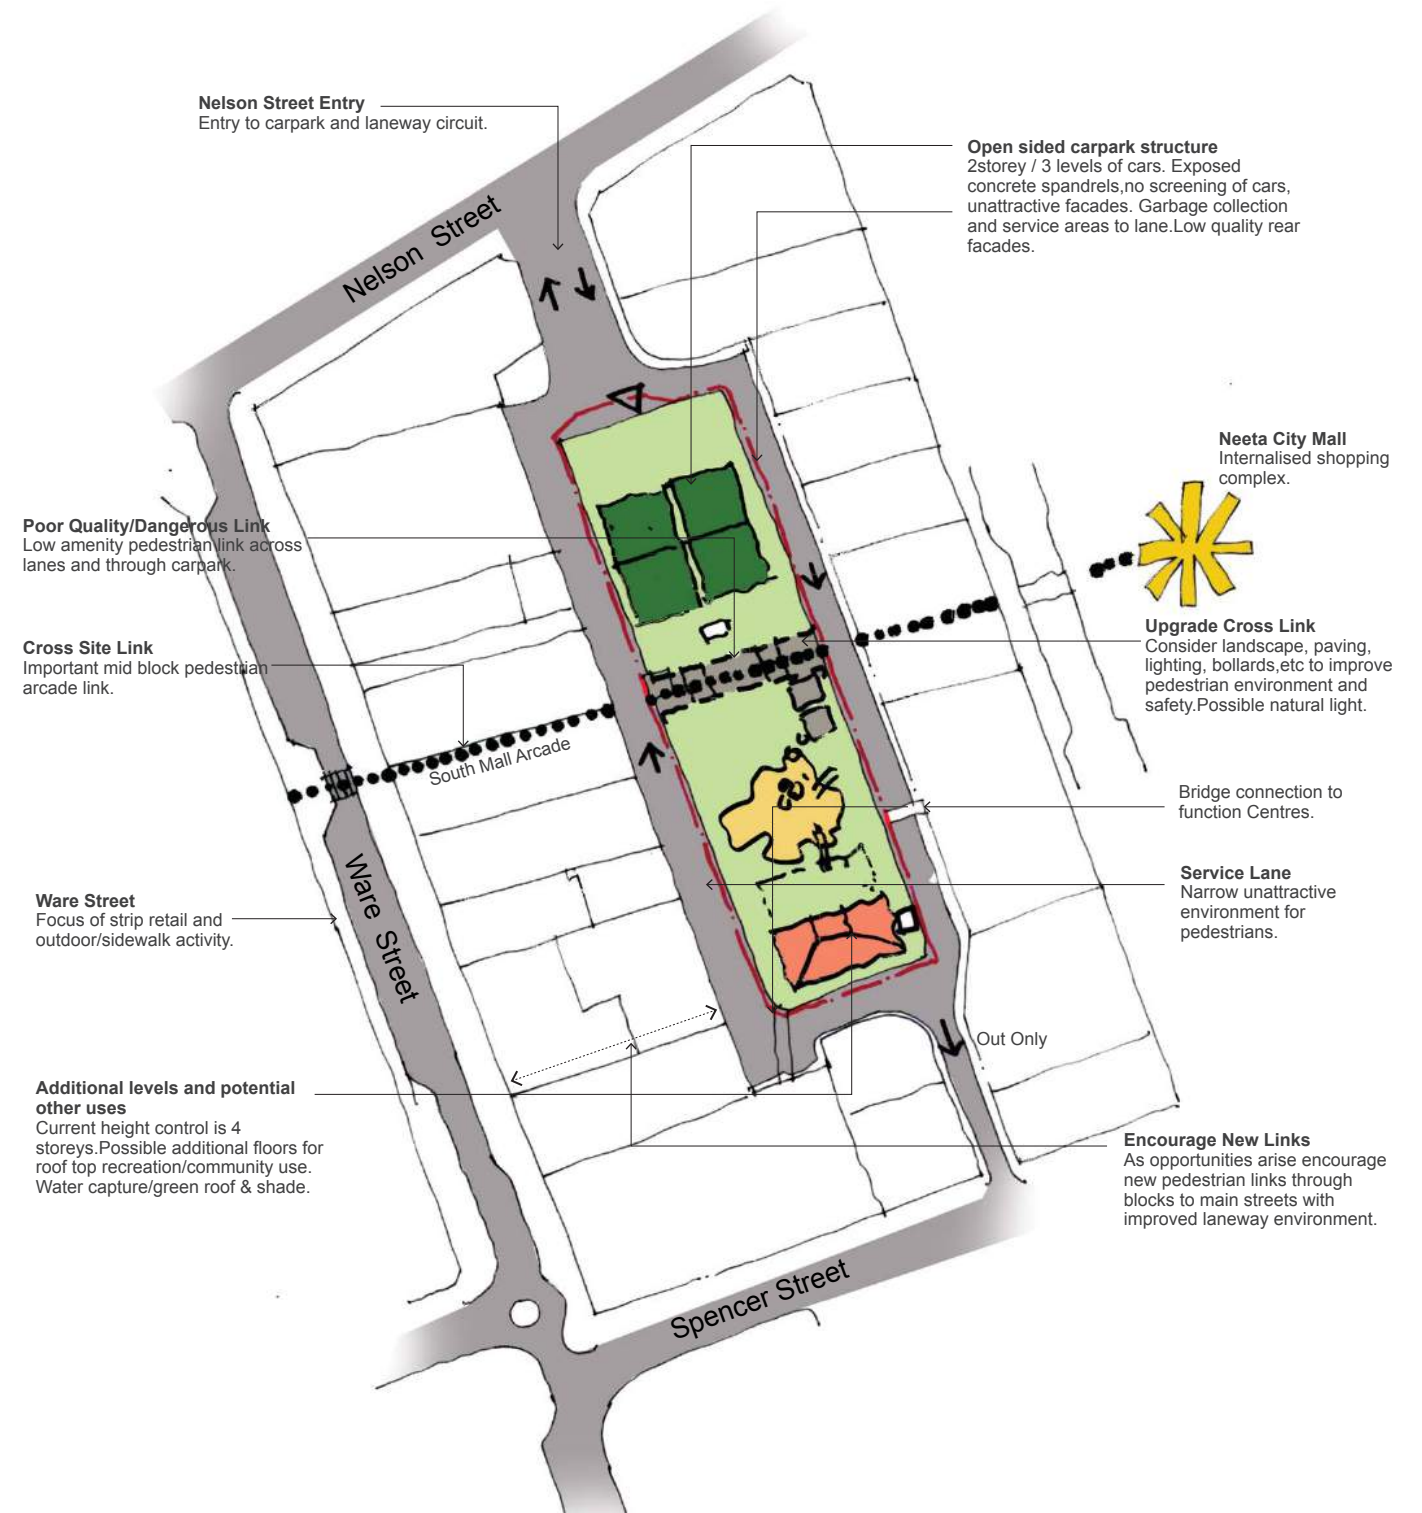 Nelson Street Entry
Entry to carpark and laneway circuit.
Open sided carpark structure
2storey / 3 levels of cars. Exposed
concrete spandrels,no screening of cars,
unattractive facades. Garbage collection
and service areas to lane.Low quality rear
facades.
Nelson Street
Neeta City Mall
Internalised shopping
complex.
Poor Quality/Dangerous Link
Low amenity pedestrian link across
lanes and through carpark.
Upgrade Cross Link
Consider landscape, paving,
lighting, bollards,etc to improve
pedestrian environment and
safety.Possible natural light.
Cross Site Link
Important mid block pedestrian
arcade link.
South Mall Arcade
Bridge connection to
function Centres.
Ware Street
Service Lane
Narrow unattractive
environment for
pedestrians.
Ware Street
Focus of strip retail and
outdoor/sidewalk activity.
Out Only
Additional levels and potential
other uses
Current height control is 4
storeys.Possible additional floors for
roof top recreation/community use.
Water capture/green roof & shade.
Encourage New Links
As opportunities arise encourage
new pedestrian links through
blocks to main streets with
improved laneway environment.
Spencer Street